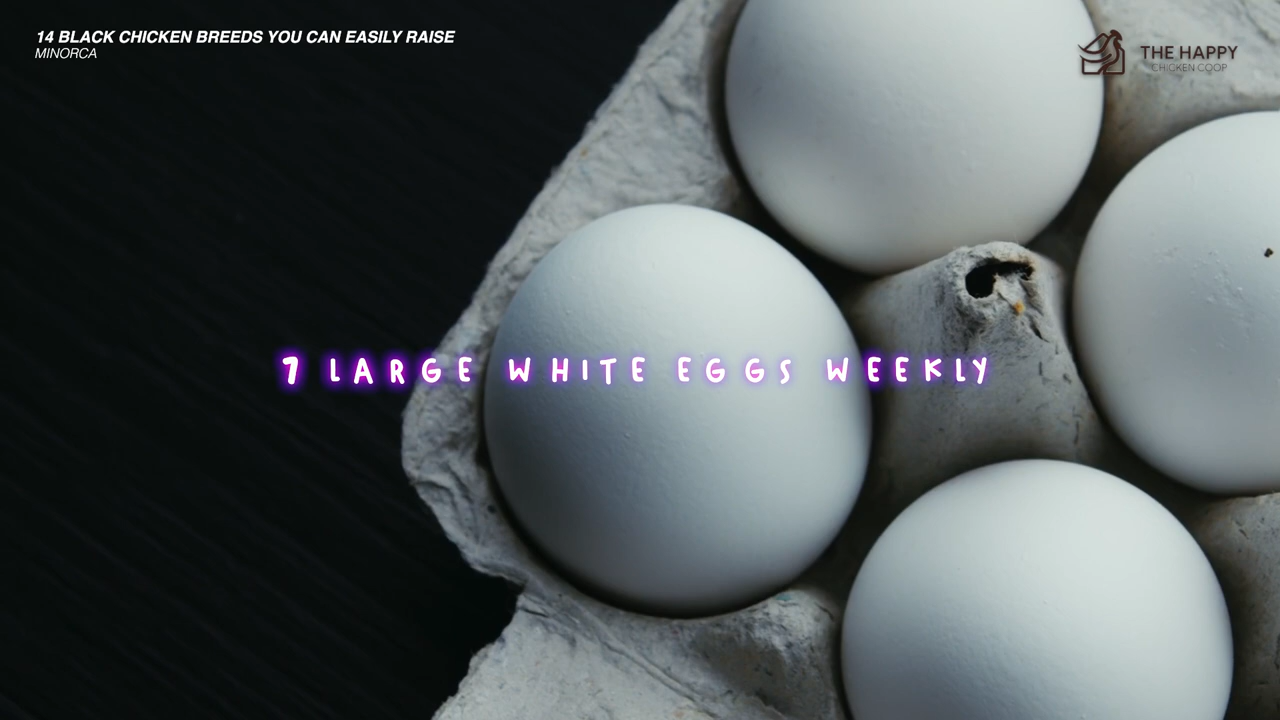 14 BLACK CHICKEN BREEDS YOU CAN EASILY RAISE
MINORCA
THE HAPPY
CHICKEN COOP
7 LARGE WHITE EGGS WEEKLY